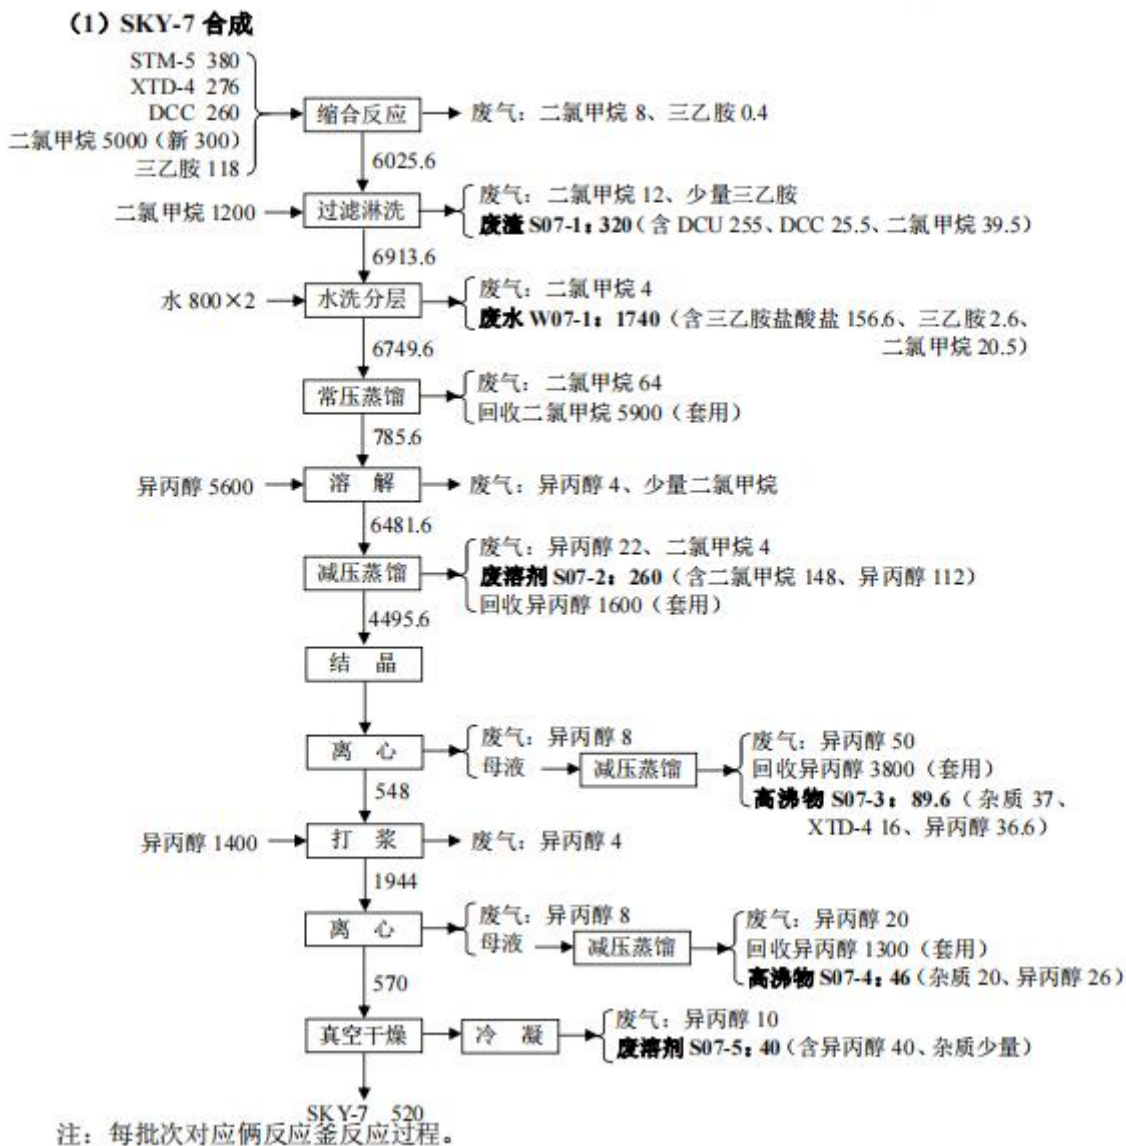 （1）SKY-7 合成
STM-5 380
XTD-4 276
DCC 260
二氯甲烷 5000（新 300）
三乙胺 118
缩合反应
废气：二氯甲烷 8、三乙胺 0.4
6025.6
二氯甲烷 1200
过滤淋洗
废气：二氯甲烷 12、少量三乙胺
废渣 S07-1：320（含 DCU 255、DCC 25.5、二氯甲烷 39.5）
6913.6
水 800×2
水洗分层
废气：二氯甲烷 4
废水 W07-1：1740（含三乙胺盐酸盐 156.6、三乙胺 2.6、
二氯甲烷 20.5）
6749.6
常压蒸馏
废气：二氯甲烷 64
回收二氯甲烷 5900（套用）
785.6
异丙醇 5600
溶 解
废气：异丙醇 4、少量二氯甲烷
6481.6
减压蒸馏
废气：异丙醇 22、二氯甲烷 4
废溶剂 S07-2：260（含二氯甲烷 148、异丙醇 112）
回收异丙醇 1600（套用）
4495.6
结 晶
离 心
废气：异丙醇 8
母液
减压蒸馏
废气：异丙醇 50
回收异丙醇 3800（套用）
高沸物 S07-3：89.6（杂质 37、
XTD-4 16、异丙醇 36.6）
548
异丙醇 1400
打 浆
废气：异丙醇 4
1944
离 心
废气：异丙醇 8
母液
减压蒸馏
废气：异丙醇 20
回收异丙醇 1300（套用）
高沸物 S07-4：46（杂质 20、异丙醇 26）
570
真空干燥
冷 凝
废气：异丙醇 10
废溶剂 S07-5：40（含异丙醇 40、杂质少量）
SKY-7 520
注：每批次对应俩反应釜反应过程。